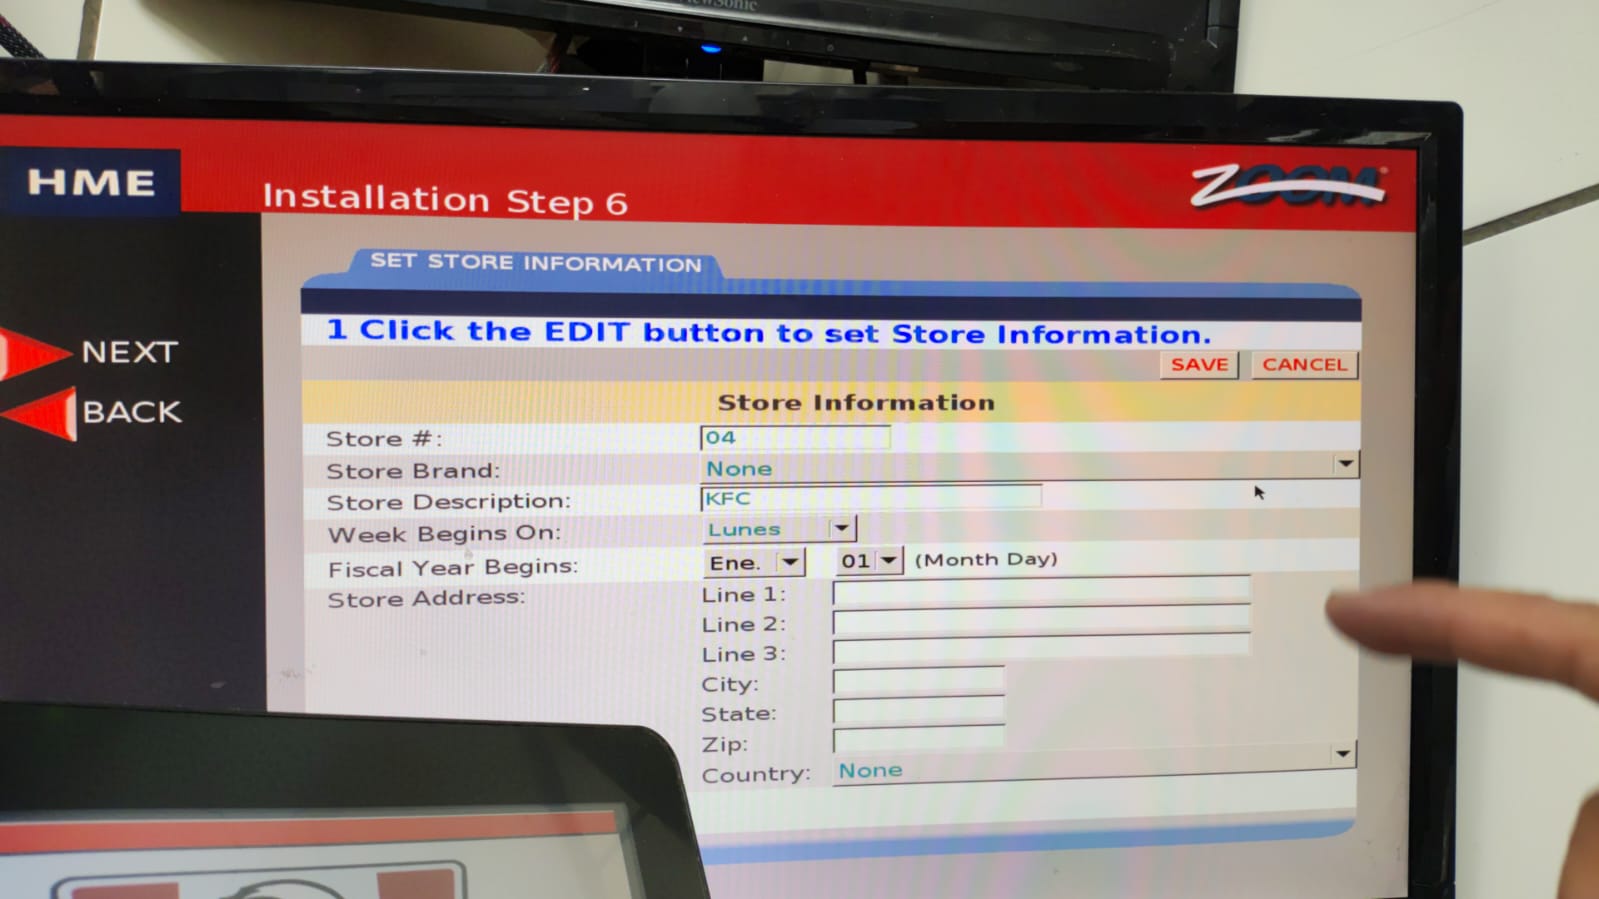 ViewSonic
HME
Installation Step 6
ZOOM
SET STORE INFORMATION
1 Click the EDIT button to set Store Information.
NEXT
SAVE CANCEL
BACK
Store Information
Store #: 04
Store Brand: None
Store Description: KFC
Week Begins On: Lunes
Fiscal Year Begins: Ene. 01 (Month Day)
Store Address: Line 1:
Line 2:
Line 3:
City:
State:
Zip:
Country: None